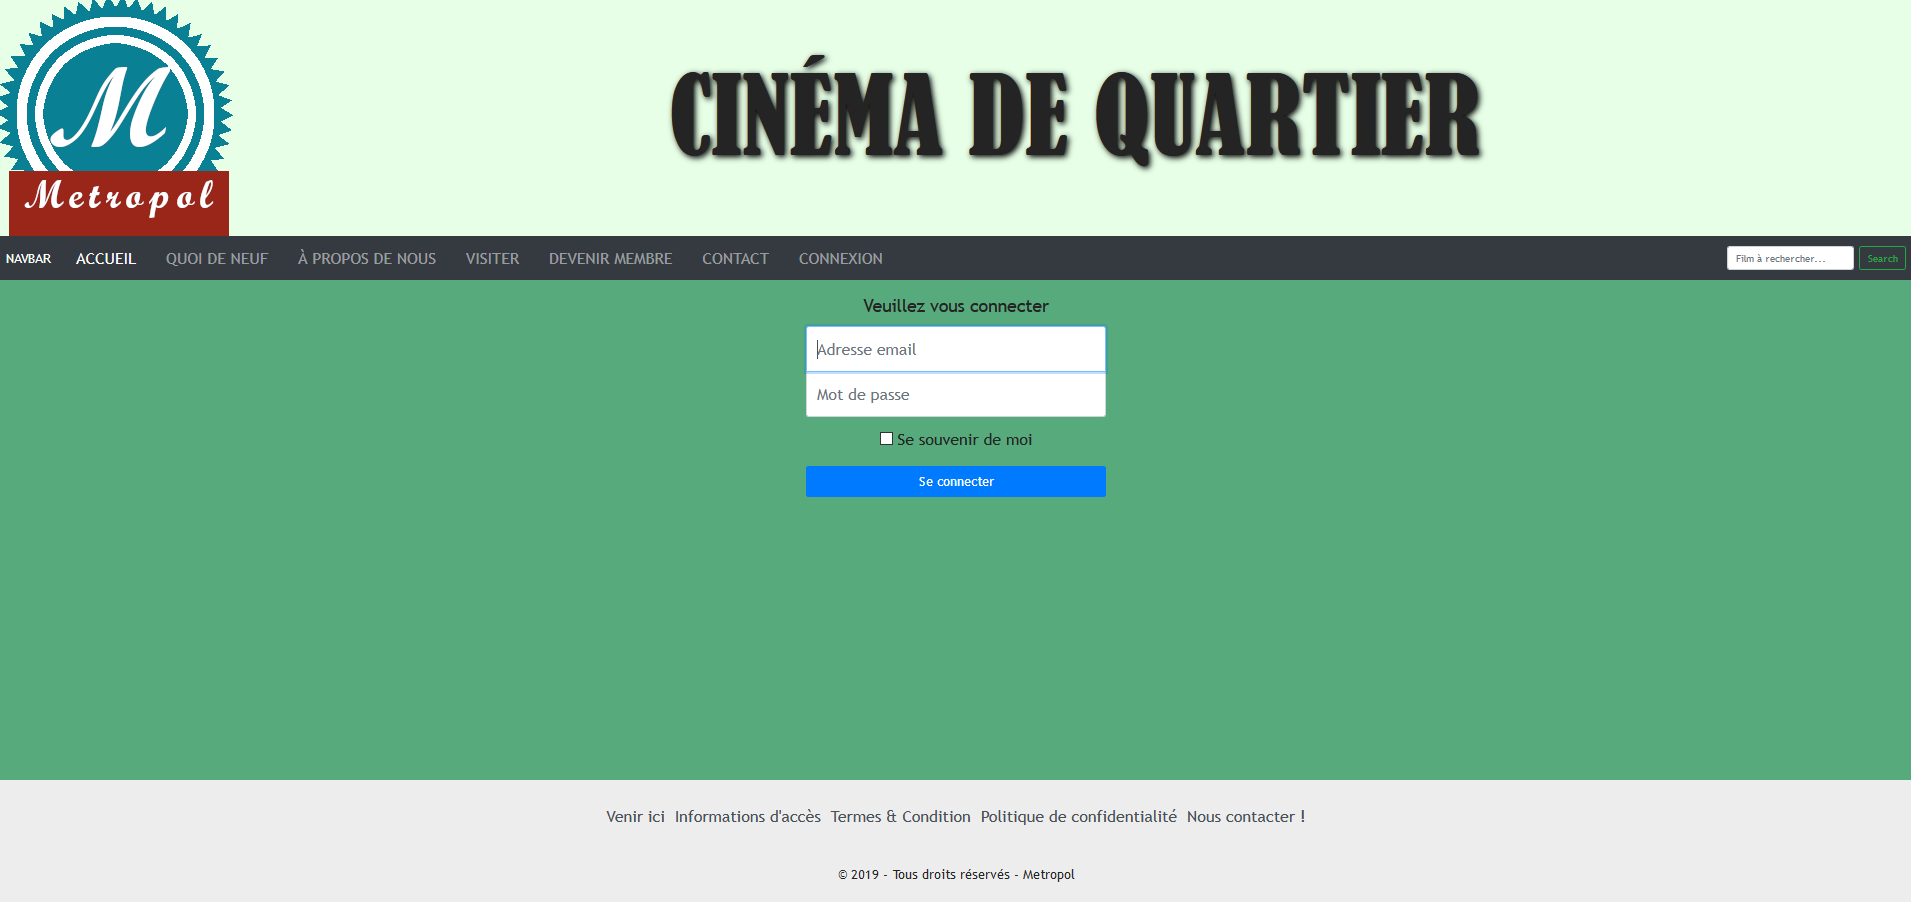 M
Metropol
CINÉMA DE QUARTIER
NAVBAR ACCUEIL QUOI DE NEUF À PROPOS DE NOUS VISITER DEVENIR MEMBRE CONTACT CONNEXION Film à rechercher... Search
Veuillez vous connecter
Adresse email
Mot de passe
Se souvenir de moi
Se connecter
Venir ici Informations d'accès Termes & Condition Politique de confidentialité Nous contacter !
© 2019 - Tous droits réservés - Metropol